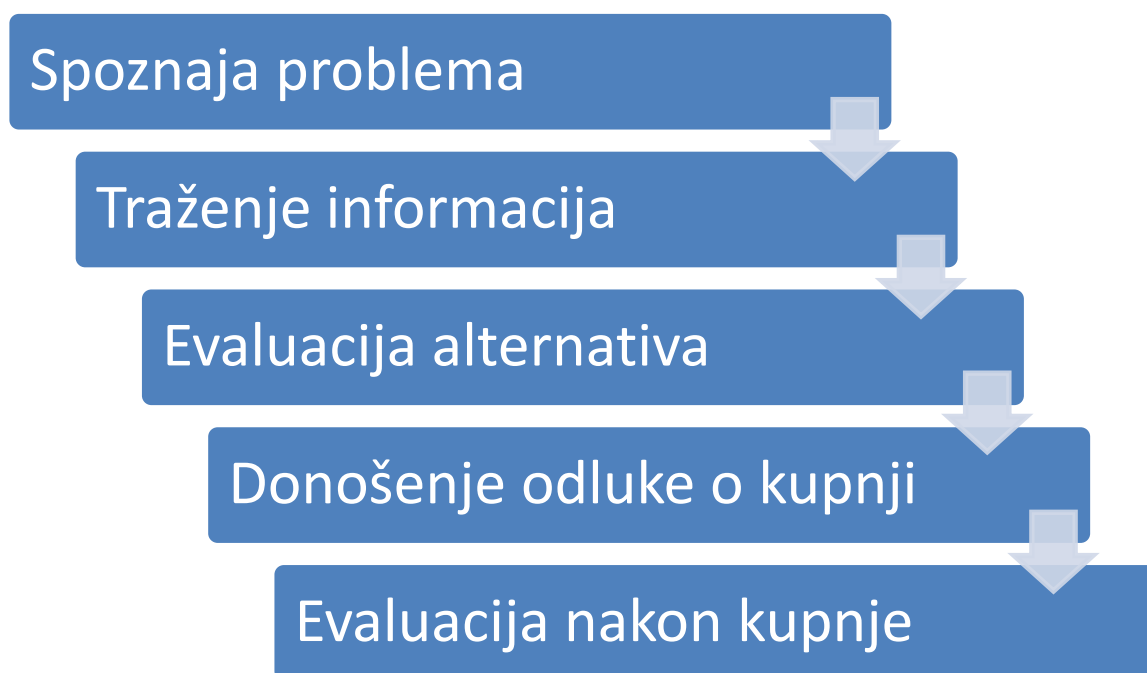 Spoznaja problema
Traženje informacija
Evaluacija alternativa
Donošenje odluke o kupnji
Evaluacija nakon kupnje